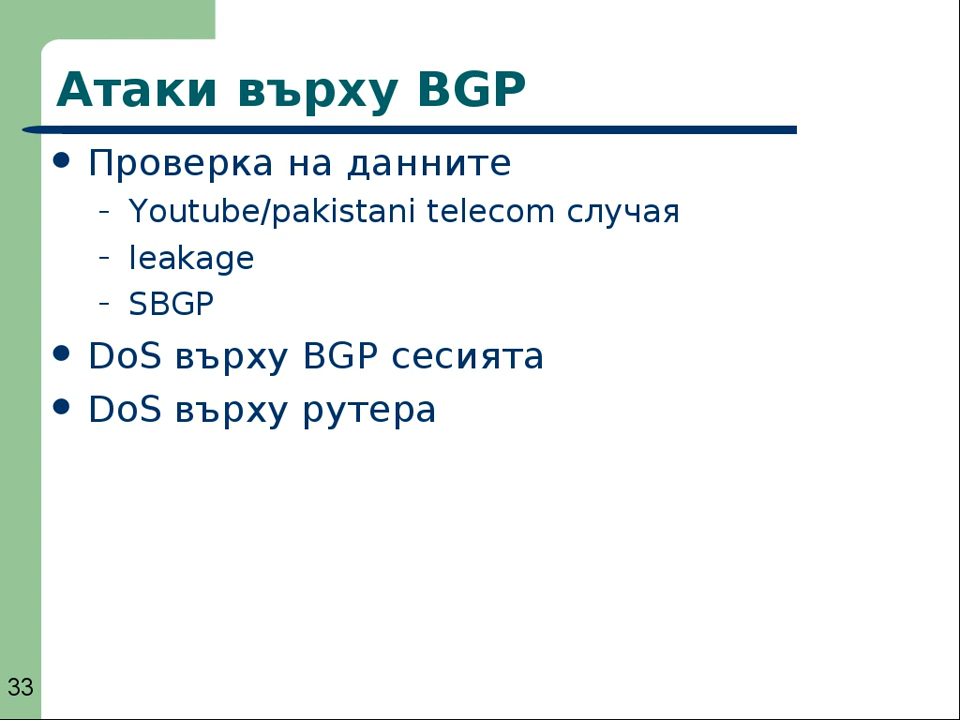 Атаки върху BGP
● Проверка на данните
– Youtube/pakistani telecom случая
– leakage
– SBGP
● DoS върху BGP сесията
● DoS върху рутера
33